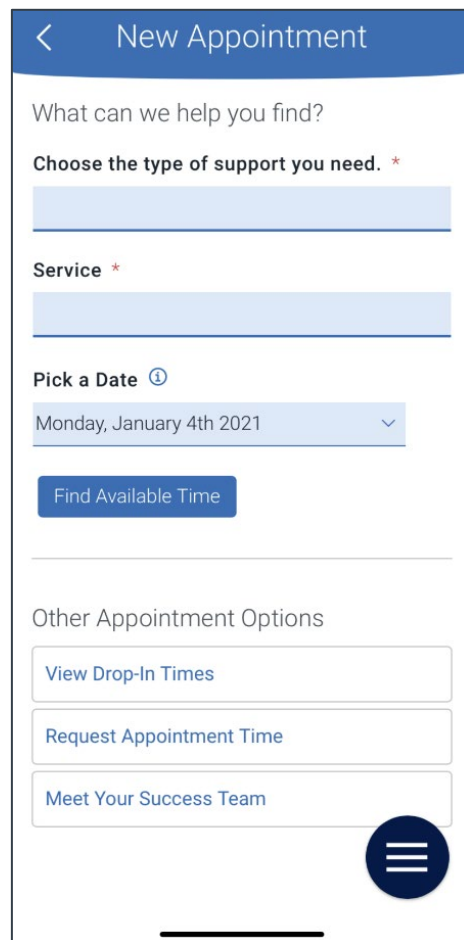 New Appointment
What can we help you find?
Choose the type of support you need. *
Service *
Pick a Date
Monday, January 4th 2021
Find Available Time
Other Appointment Options
View Drop-In Times
Request Appointment Time
Meet Your Success Team